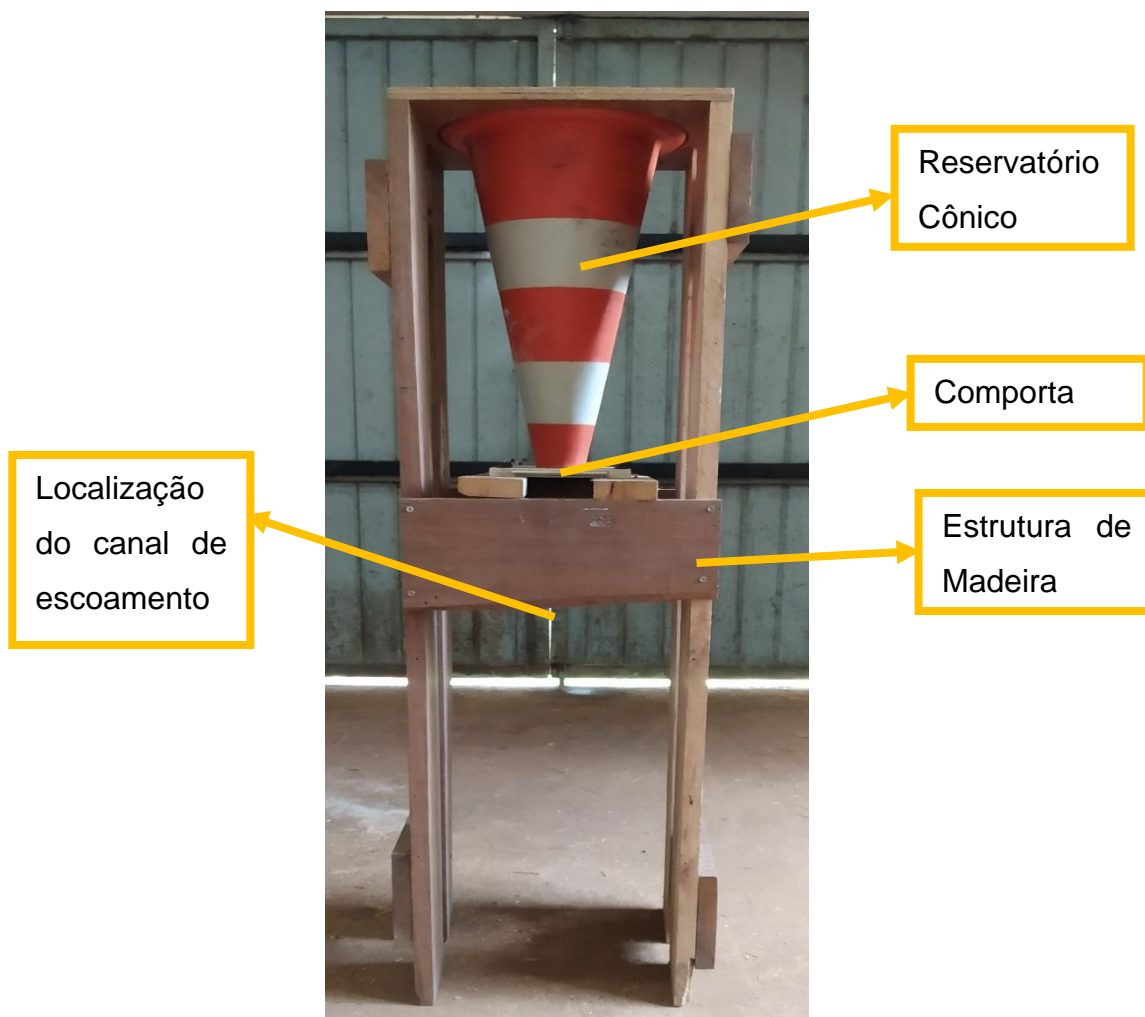 Reservatório
Cônico
Comporta
Localização
do canal de
escoamento
Estrutura de
Madeira